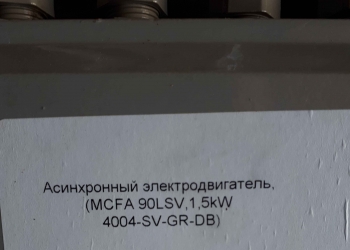 Асинхронный электродвигатель,
(MCFA 90LSV,1,5kW
4004-SV-GR-DB)